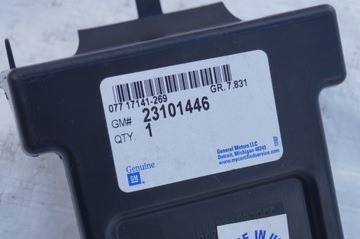 077 17141-269 GR. 7.831
GM# 23101446
QTY. 1
Genuine
GM
General Motors LLC
Detroit, Michigan 48243
www.mycertifiedservice.com